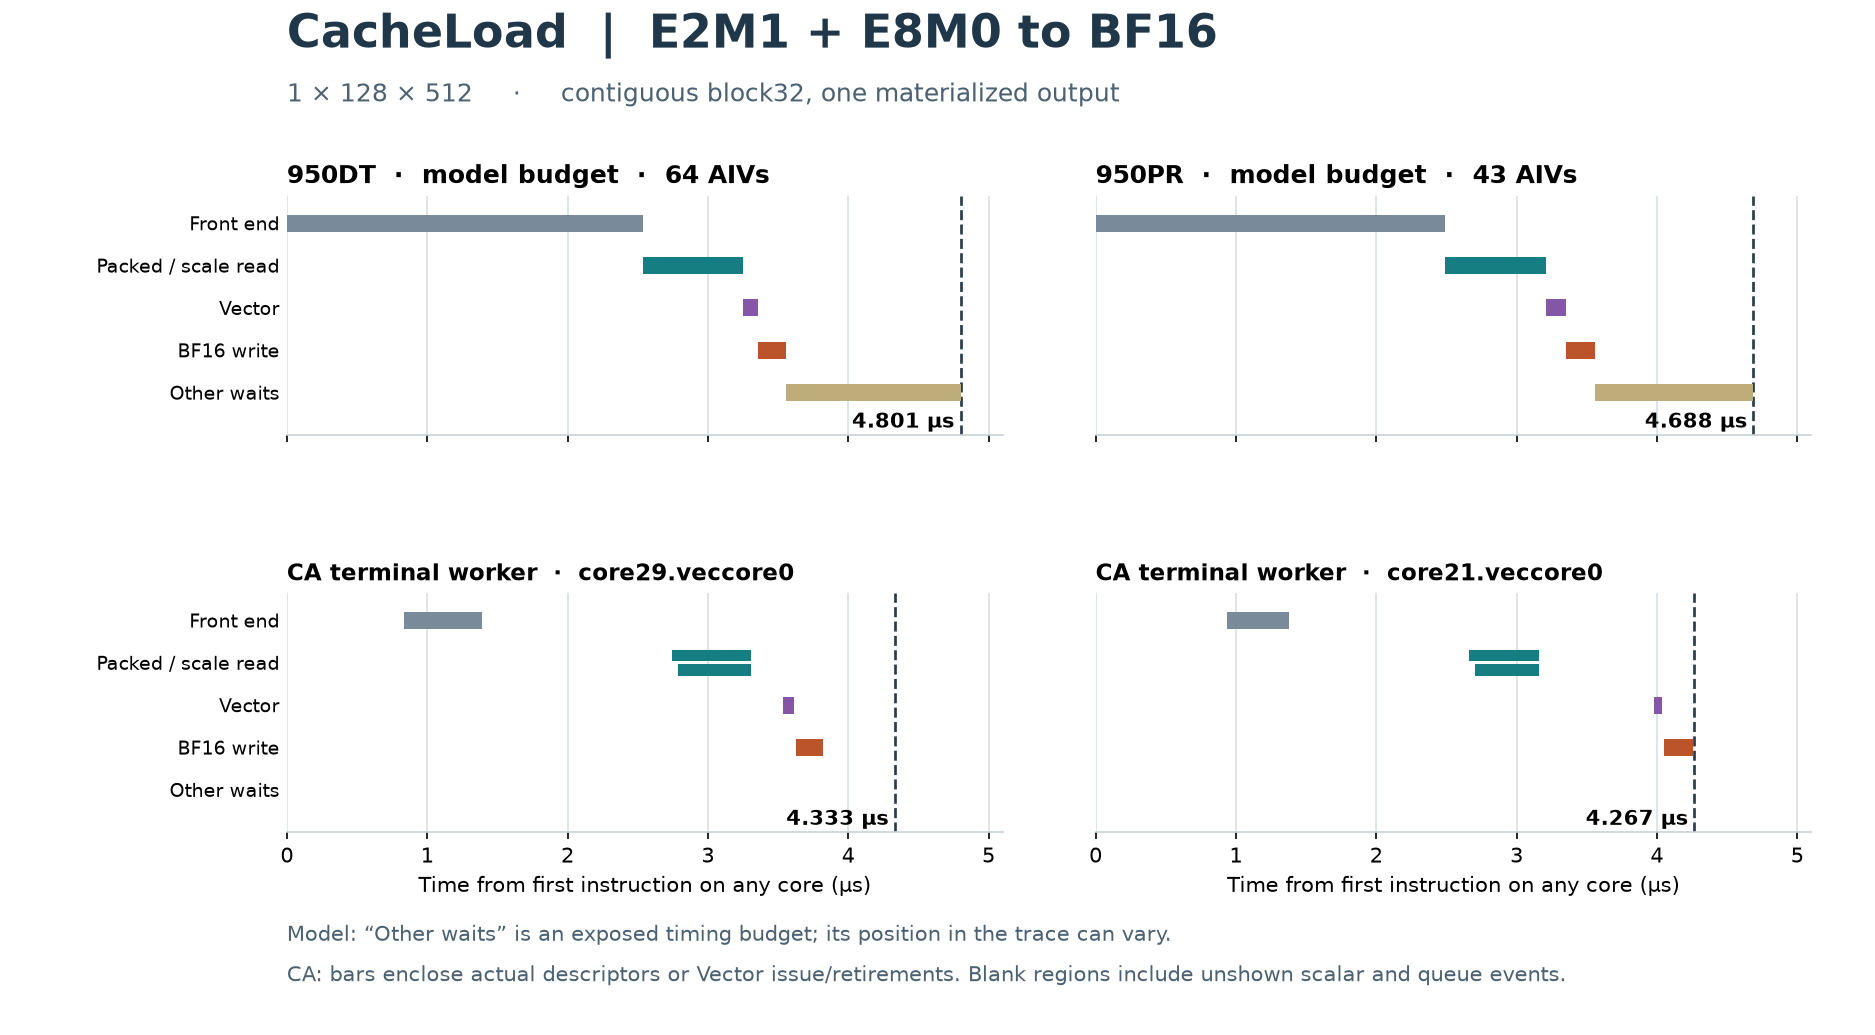 CacheLoad | E2M1 + E8M0 to BF16
1 × 128 × 512 · contiguous block32, one materialized output
950DT · model budget · 64 AIVs
Front end
Packed / scale read
Vector
BF16 write
Other waits
4.801 µs
950PR · model budget · 43 AIVs
4.688 µs
CA terminal worker · core29.veccore0
Front end
Packed / scale read
Vector
BF16 write
Other waits
4.333 µs
0 1 2 3 4 5
Time from first instruction on any core (µs)
CA terminal worker · core21.veccore0
4.267 µs
0 1 2 3 4 5
Time from first instruction on any core (µs)
Model: “Other waits” is an exposed timing budget; its position in the trace can vary.
CA: bars enclose actual descriptors or Vector issue/retirements. Blank regions include unshown scalar and queue events.